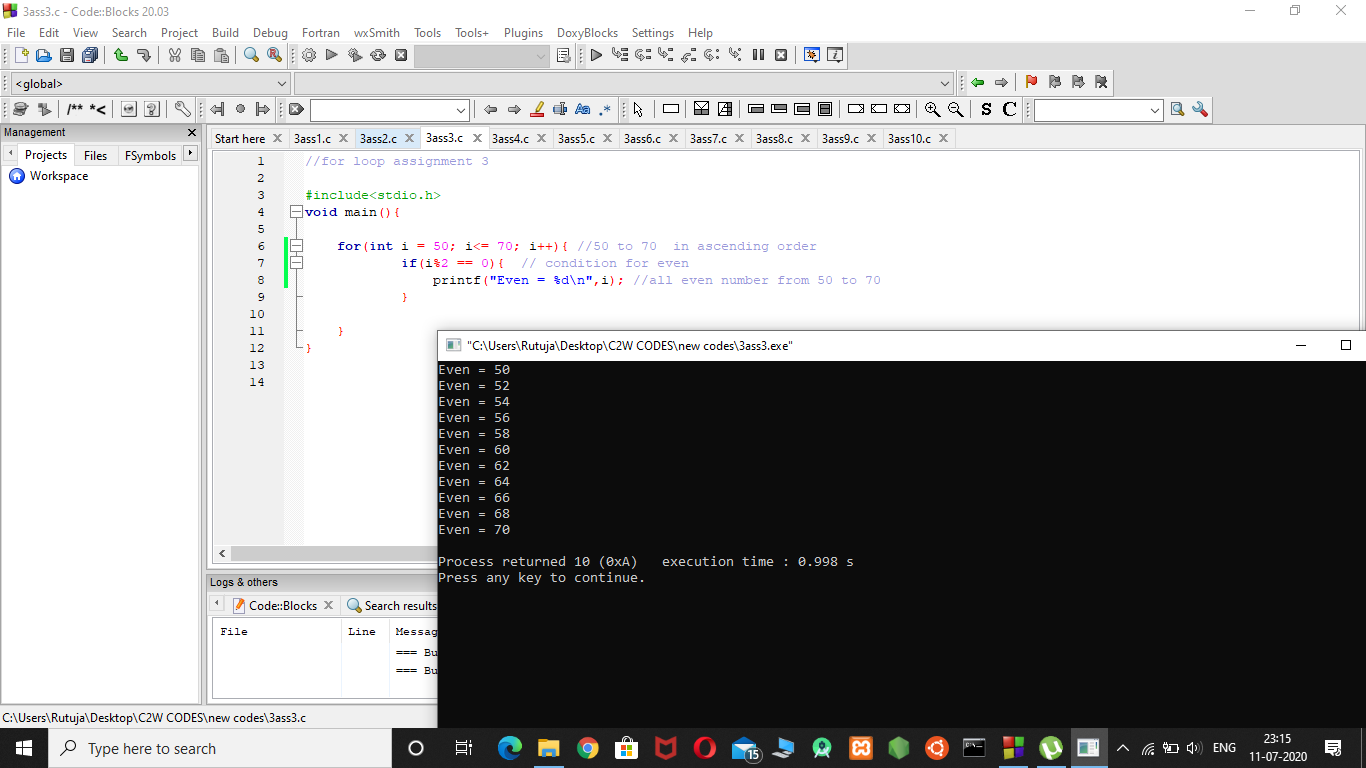 3ass3.c - Code::Blocks 20.03
File Edit View Search Project Build Debug Fortran wxSmith Tools Tools+ Plugins DoxyBlocks Settings Help
<global>
/** *< Aa .* S C
Management
Projects Files FSymbols
Workspace
Start here 3ass1.c 3ass2.c 3ass3.c 3ass4.c 3ass5.c 3ass6.c 3ass7.c 3ass8.c 3ass9.c 3ass10.c
1 //for loop assignment 3
2
3 #include<stdio.h>
4 void main(){
5
6 for(int i = 50; i<= 70; i++){ //50 to 70  in ascending order
7 if(i%2 == 0){  // condition for even
8 printf("Even = %d\n",i); //all even number from 50 to 70
9 }
10
11 }
12 }
13
14
"C:\Users\Rutuja\Desktop\C2W CODES\new codes\3ass3.exe"
Even = 50
Even = 52
Even = 54
Even = 56
Even = 58
Even = 60
Even = 62
Even = 64
Even = 66
Even = 68
Even = 70
Process returned 10 (0xA)   execution time : 0.998 s
Press any key to continue.
Logs & others
Code::Blocks Search results
File Line Messag
=== Bu
=== Bu
C:\Users\Rutuja\Desktop\C2W CODES\new codes\3ass3.c
Type here to search
15
ENG
23:15
11-07-2020